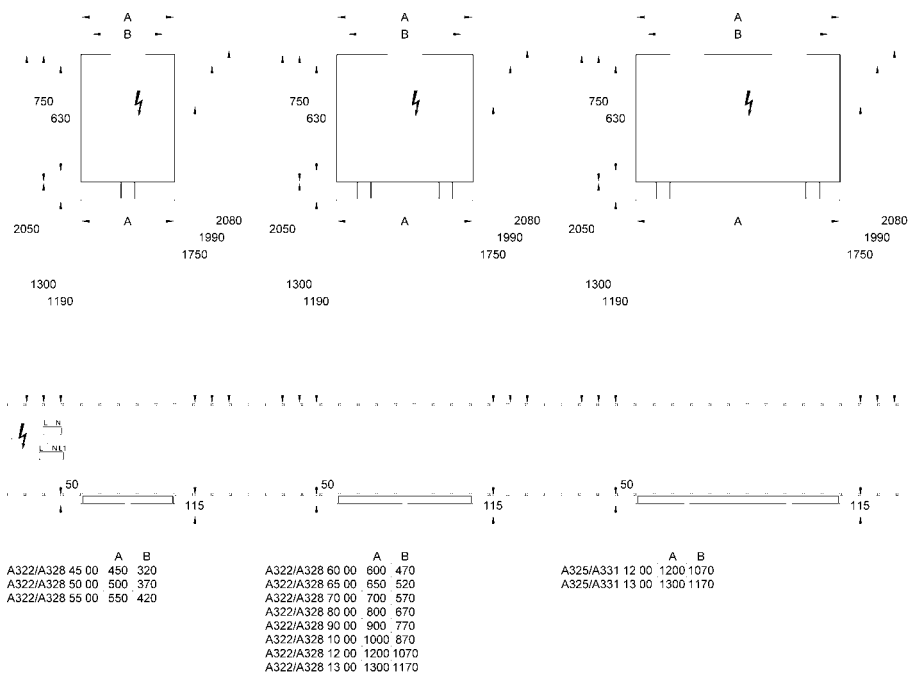 A
B
750
630
A
2050
2080
1990
1750
1300
1190
A
B
750
630
A
2050
2080
1990
1750
1300
1190
A
B
750
630
A
2050
2080
1990
1750
1300
1190
L N
L N L1
50
115
50
115
50
115
A B
A322/A328 45 00 450 320
A322/A328 50 00 500 370
A322/A328 55 00 550 420
A B
A322/A328 60 00 600 470
A322/A328 65 00 650 520
A322/A328 70 00 700 570
A322/A328 80 00 800 670
A322/A328 90 00 900 770
A322/A328 10 00 1000 870
A322/A328 12 00 1200 1070
A322/A328 13 00 1300 1170
A B
A325/A331 12 00 1200 1070
A325/A331 13 00 1300 1170